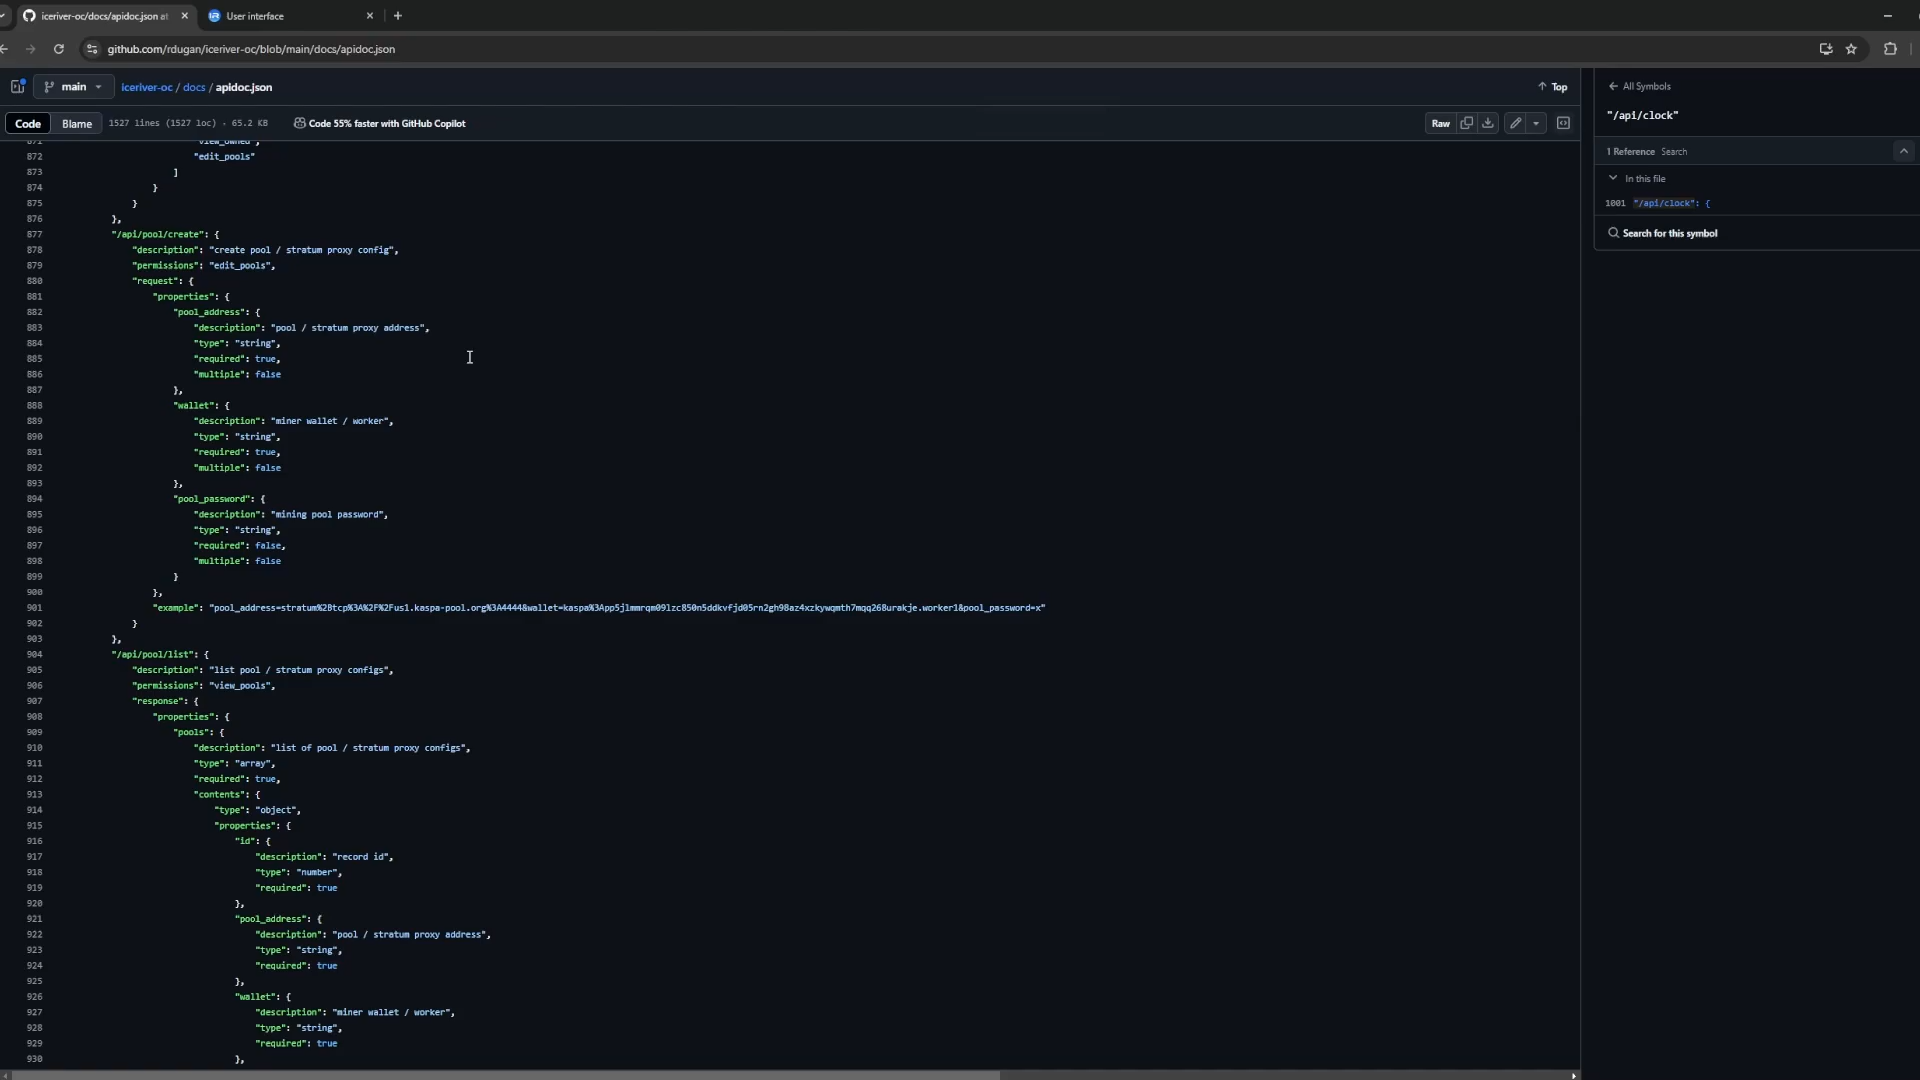 iceriver-oc/docs/apidoc.json at
User interface
github.com/rdugan/iceriver-oc/blob/main/docs/apidoc.json
main
iceriver-oc / docs / apidoc.json
Top
Code
Blame
1527 lines (1527 loc) · 65.2 KB
Code 55% faster with GitHub Copilot
Raw
871 "view_owned",
872 "edit_pools"
873 ]
874 }
875 }
876 },
877 "/api/pool/create": {
878 "description": "create pool / stratum proxy config",
879 "permissions": "edit_pools",
880 "request": {
881 "properties": {
882 "pool_address": {
883 "description": "pool / stratum proxy address",
884 "type": "string",
885 "required": true,
886 "multiple": false
887 },
888 "wallet": {
889 "description": "miner wallet / worker",
890 "type": "string",
891 "required": true,
892 "multiple": false
893 },
894 "pool_password": {
895 "description": "mining pool password",
896 "type": "string",
897 "required": false,
898 "multiple": false
899 }
900 },
901 "example": "pool_address=stratum%2Btcp%3A%2F%2Fus1.kaspa-pool.org%3A4444&wallet=kaspa%3App5jlmmrqm09lzc850n5ddkvfjd05rn2gh98az4xzkywqmth7mqq268urakje.worker1&pool_password=x"
902 }
903 },
904 "/api/pool/list": {
905 "description": "list pool / stratum proxy configs",
906 "permissions": "view_pools",
907 "response": {
908 "properties": {
909 "pools": {
910 "description": "list of pool / stratum proxy configs",
911 "type": "array",
912 "required": true,
913 "contents": {
914 "type": "object",
915 "properties": {
916 "id": {
917 "description": "record id",
918 "type": "number",
919 "required": true
920 },
921 "pool_address": {
922 "description": "pool / stratum proxy address",
923 "type": "string",
924 "required": true
925 },
926 "wallet": {
927 "description": "miner wallet / worker",
928 "type": "string",
929 "required": true
930 },
All Symbols
"/api/clock"
1 Reference Search
In this file
1001 "/api/clock": {
Search for this symbol